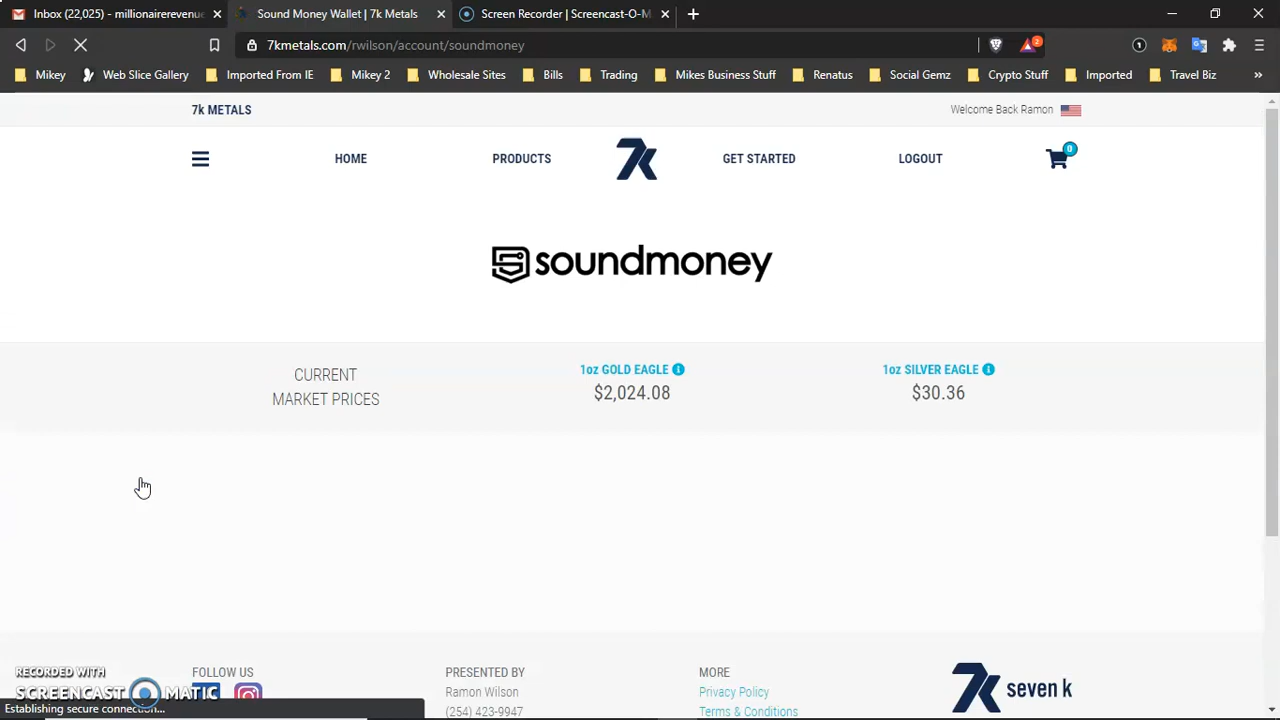 Inbox (22,025) - millionairerevenue
Sound Money Wallet | 7k Metals
Screen Recorder | Screencast-O-M
7kmetals.com/rwilson/account/soundmoney
2
1
Mikey
Web Slice Gallery
Imported From IE
Mikey 2
Wholesale Sites
Bills
Trading
Mikes Business Stuff
Renatus
Social Gemz
Crypto Stuff
Imported
Travel Biz
»
7k METALS
Welcome Back Ramon
HOME
PRODUCTS
7k
GET STARTED
LOGOUT
0
soundmoney
CURRENT
MARKET PRICES
1oz GOLD EAGLE
$2,024.08
1oz SILVER EAGLE
$30.36
FOLLOW US
PRESENTED BY
Ramon Wilson
(254) 423-9947
MORE
Privacy Policy
Terms & Conditions
7k seven k
RECORDED WITH
SCREENCAST MATIC
Establishing secure connection...